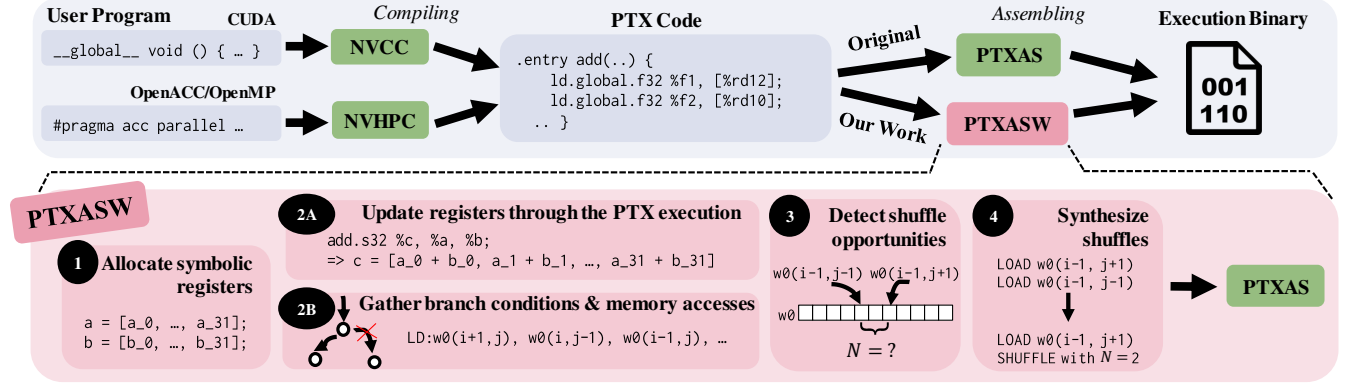 User Program
CUDA
__global__ void () { … }
OpenACC/OpenMP
#pragma acc parallel …
Compiling
NVCC
NVHPC
PTX Code
.entry add(..) {
ld.global.f32 %f1, [%rd12];
ld.global.f32 %f2, [%rd10];
.. }
Original
Our Work
Assembling
PTXAS
PTXASW
Execution Binary
001
110
PTXASW
1
Allocate symbolic
registers
a = [a_0, …, a_31];
b = [b_0, …, b_31];
2A
Update registers through the PTX execution
add.s32 %c, %a, %b;
=> c = [a_0 + b_0, a_1 + b_1, …, a_31 + b_31]
2B
Gather branch conditions & memory accesses
LD:w0(i+1,j), w0(i,j-1), w0(i-1,j), …
3
Detect shuffle
opportunities
w0(i-1,j-1) w0(i-1,j+1)
w0
N = ?
4
Synthesize
shuffles
LOAD w0(i-1, j+1)
LOAD w0(i-1, j-1)
LOAD w0(i-1, j+1)
SHUFFLE with N = 2
PTXAS